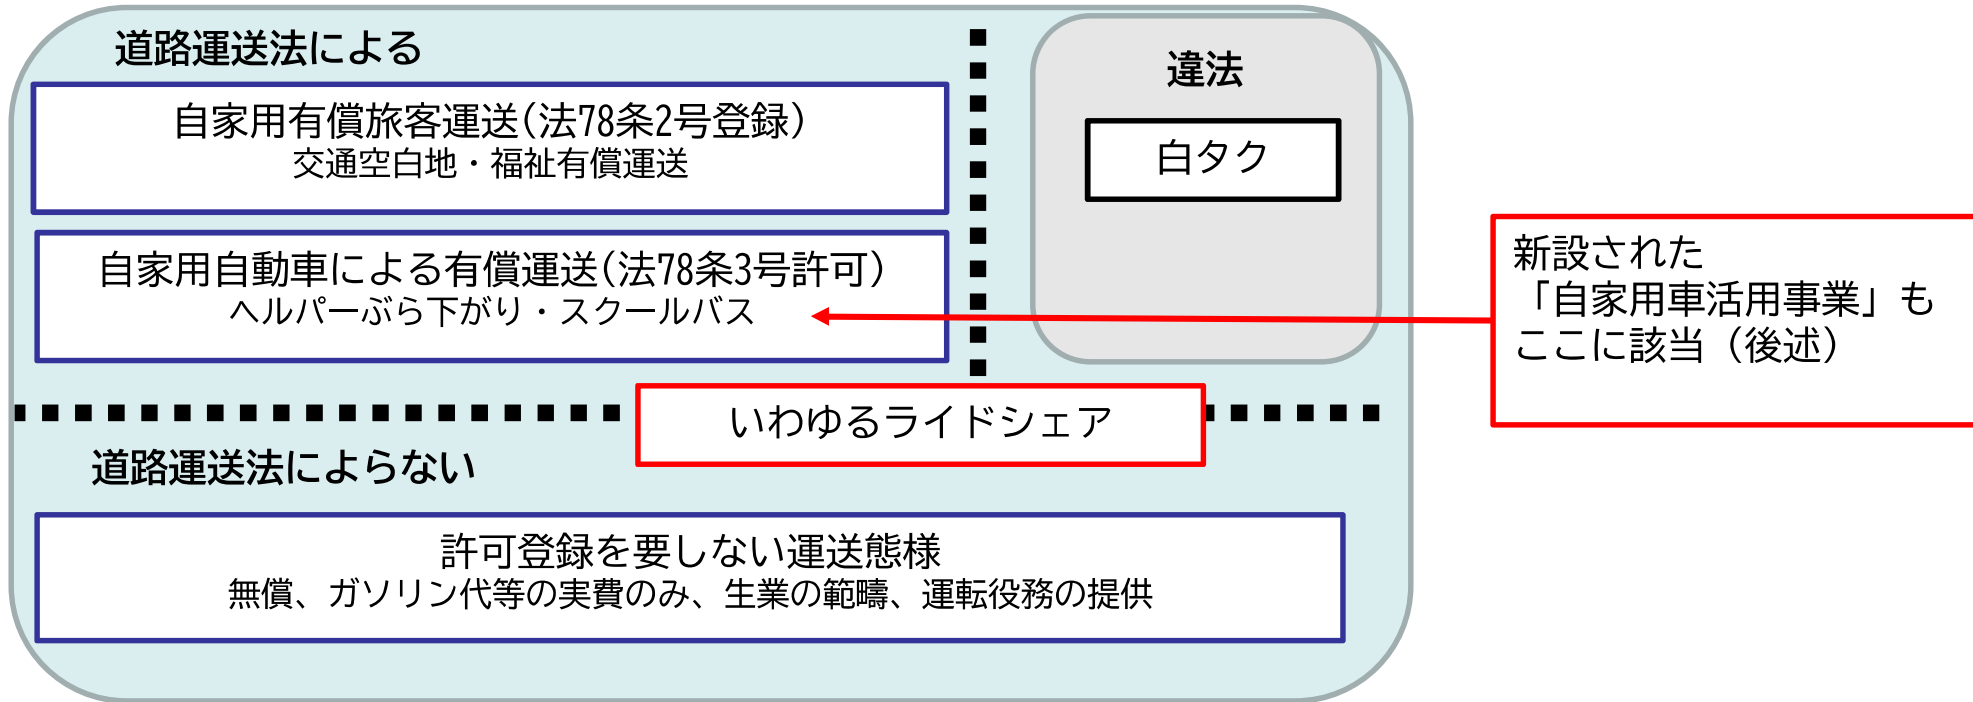 道路運送法による
自家用有償旅客運送(法78条2号登録)
交通空白地・福祉有償運送
自家用自動車による有償運送(法78条3号許可)
ヘルパーぶら下がり・スクールバス
違法
白タク
新設された
「自家用車活用事業」も
ここに該当（後述）
いわゆるライドシェア
道路運送法によらない
許可登録を要しない運送態様
無償、ガソリン代等の実費のみ、生業の範疇、運転役務の提供